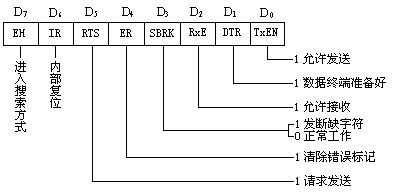 D7 D6 D5 D4 D3 D2 D1 D0
EH IR RTS ER SBRK RxE DTR TxEN
进入搜索方式
内部复位
1 允许发送
1 数据终端准备好
1 允许接收
1 发断缺字符
0 正常工作
1 清除错误标记
1 请求发送